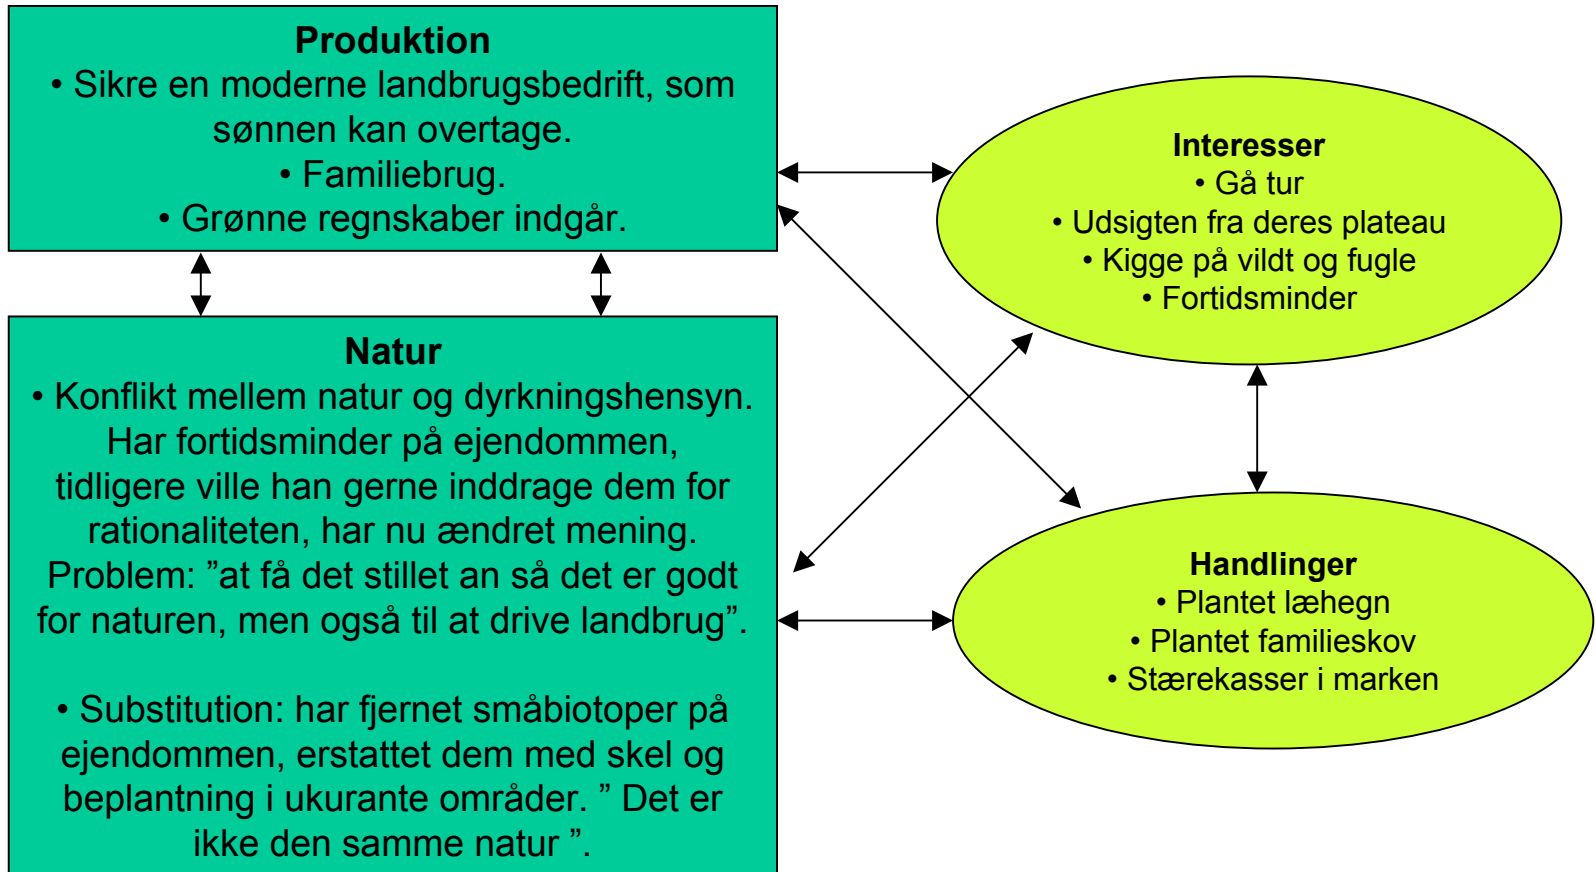 Produktion
• Sikre en moderne landbrugsbedrift, som
sønnen kan overtage.
• Familiebrug.
• Grønne regnskaber indgår.
Natur
• Konflikt mellem natur og dyrkningshensyn.
Har fortidsminder på ejendommen,
tidligere ville han gerne inddrage dem for
rationaliteten, har nu ændret mening.
Problem: ”at få det stillet an så det er godt
for naturen, men også til at drive landbrug”.
• Substitution: har fjernet småbiotoper på
ejendommen, erstattet dem med skel og
beplantning i ukurante områder. ” Det er
ikke den samme natur ”.
Interesser
• Gå tur
• Udsigten fra deres plateau
• Kigge på vildt og fugle
• Fortidsminder
Handlinger
• Plantet læhegn
• Plantet familieskov
• Stærekasser i marken